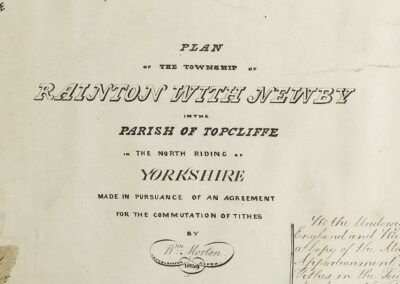 PLAN
OF THE TOWNSHIP OF
RAINTON WITH NEWBY
IN THE
PARISH OF TOPCLIFFE
IN THE NORTH RIDING OF
YORKSHIRE
MADE IN PURSUANCE OF AN AGREEMENT
FOR THE COMMUTATION OF TITHES
BY
Wm Morton
We the Underwri
England and Wa
a copy of the
Apportionment
Tithes in the